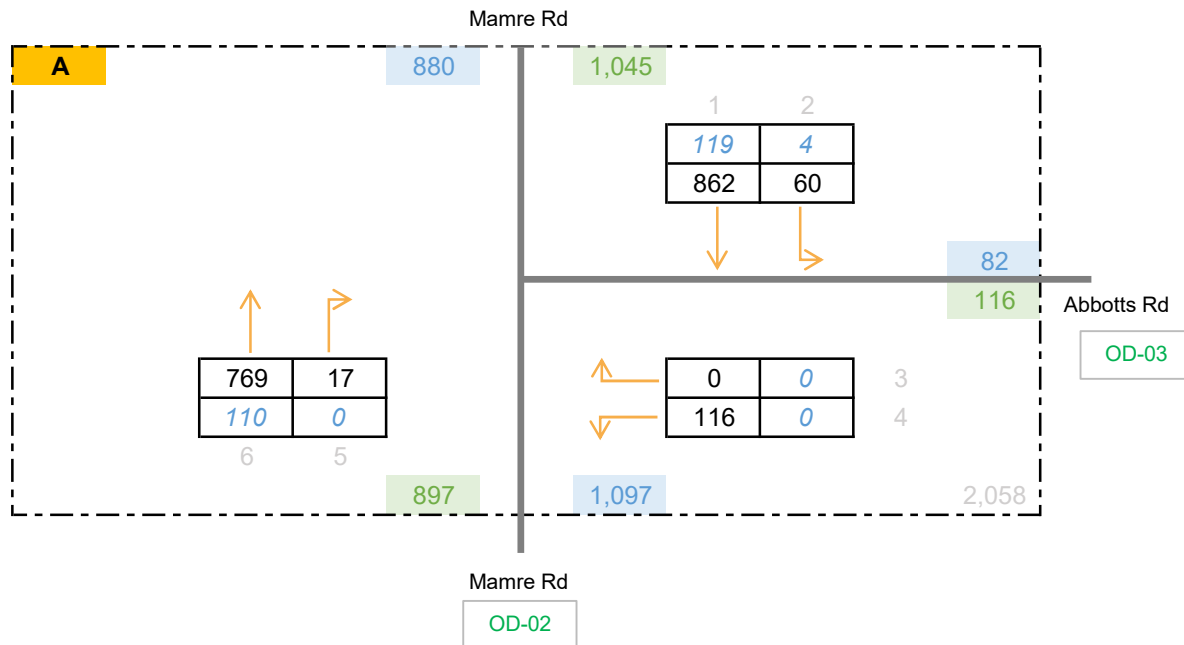 Mamre Rd
A 880 1,045
1 2
119 4
862 60
82
116
Abbotts Rd
OD-03
769 17 0 0 3
110 0 116 0 4
6 5
897 1,097 2,058
Mamre Rd
OD-02